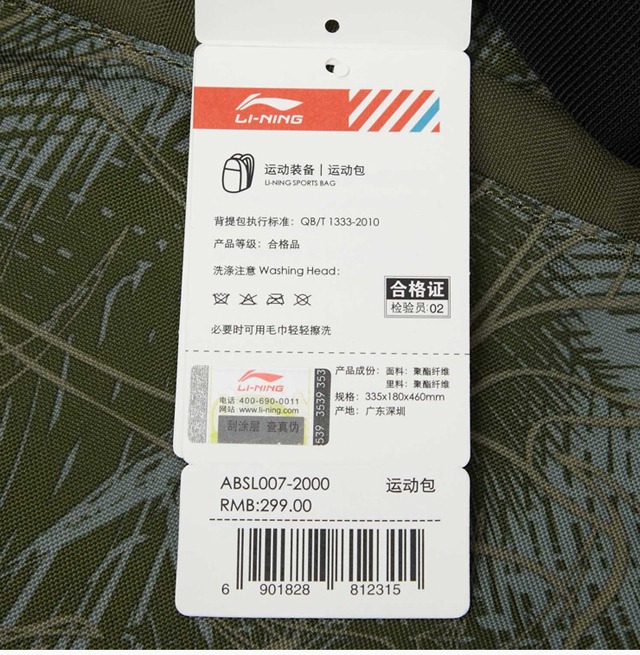 LI-NING
运动装备 | 运动包
LI-NING SPORTS BAG
背提包执行标准: QB/T 1333-2010
产品等级: 合格品
洗涤注意 Washing Head:
合格证
检验员: 02
必要时可用毛巾轻轻擦洗
LI-NING
电话 400-690-0011
网站 www.li-ning.com
刮涂层 查真伪
539. 3539 353
产品成份: 面料: 聚酯纤维
里料: 聚酯纤维
规格: 335x180x460mm
产地: 广东深圳
ABSL007-2000 运动包
RMB:299.00
6 901828 812315